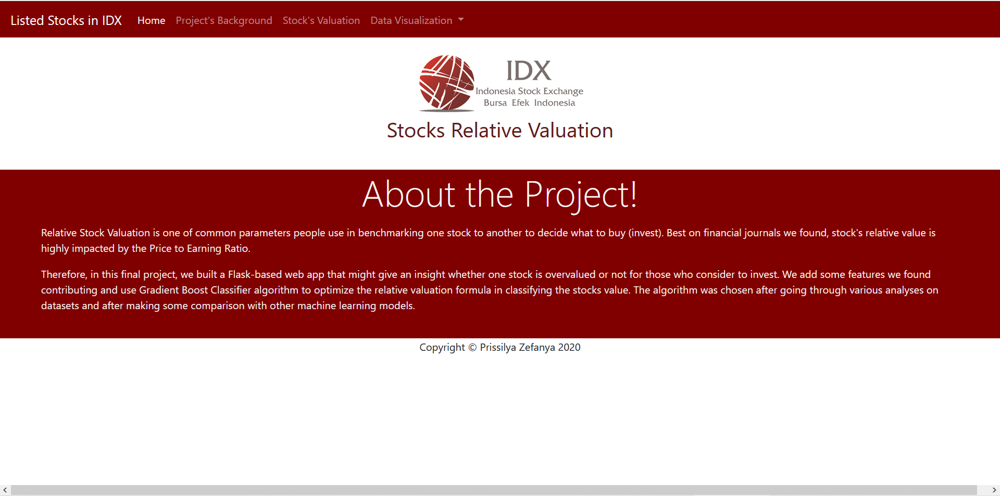 Listed Stocks in IDX Home Project's Background Stock's Valuation Data Visualization
IDX
Indonesia Stock Exchange
Bursa Efek Indonesia
Stocks Relative Valuation
About the Project!
Relative Stock Valuation is one of common parameters people use in benchmarking one stock to another to decide what to buy (invest). Best on financial journals we found, stock's relative value is
highly impacted by the Price to Earning Ratio.
Therefore, in this final project, we built a Flask-based web app that might give an insight whether one stock is overvalued or not for those who consider to invest. We add some features we found
contributing and use Gradient Boost Classifier algorithm to optimize the relative valuation formula in classifying the stocks value. The algorithm was chosen after going through various analyses on
datasets and after making some comparison with other machine learning models.
Copyright © Prissilya Zefanya 2020